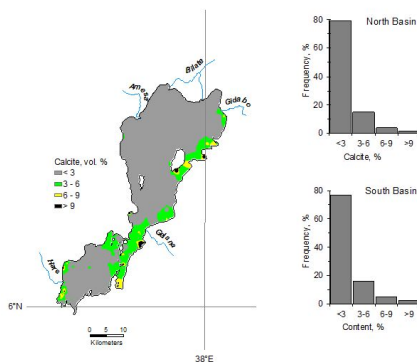 Bilate
Amesa
Gidabo
Calcite, vol. %
< 3
3 - 6
6 - 9
> 9
Gidana
Hare
6°N
0 5 10
Kilometers
38°E
North Basin
Frequency, %
80
60
40
20
0
<3 3-6 6-9 >9
Calcite, %
South Basin
Frequency, %
80
60
40
20
0
<3 3-6 6-9 >9
Content, %